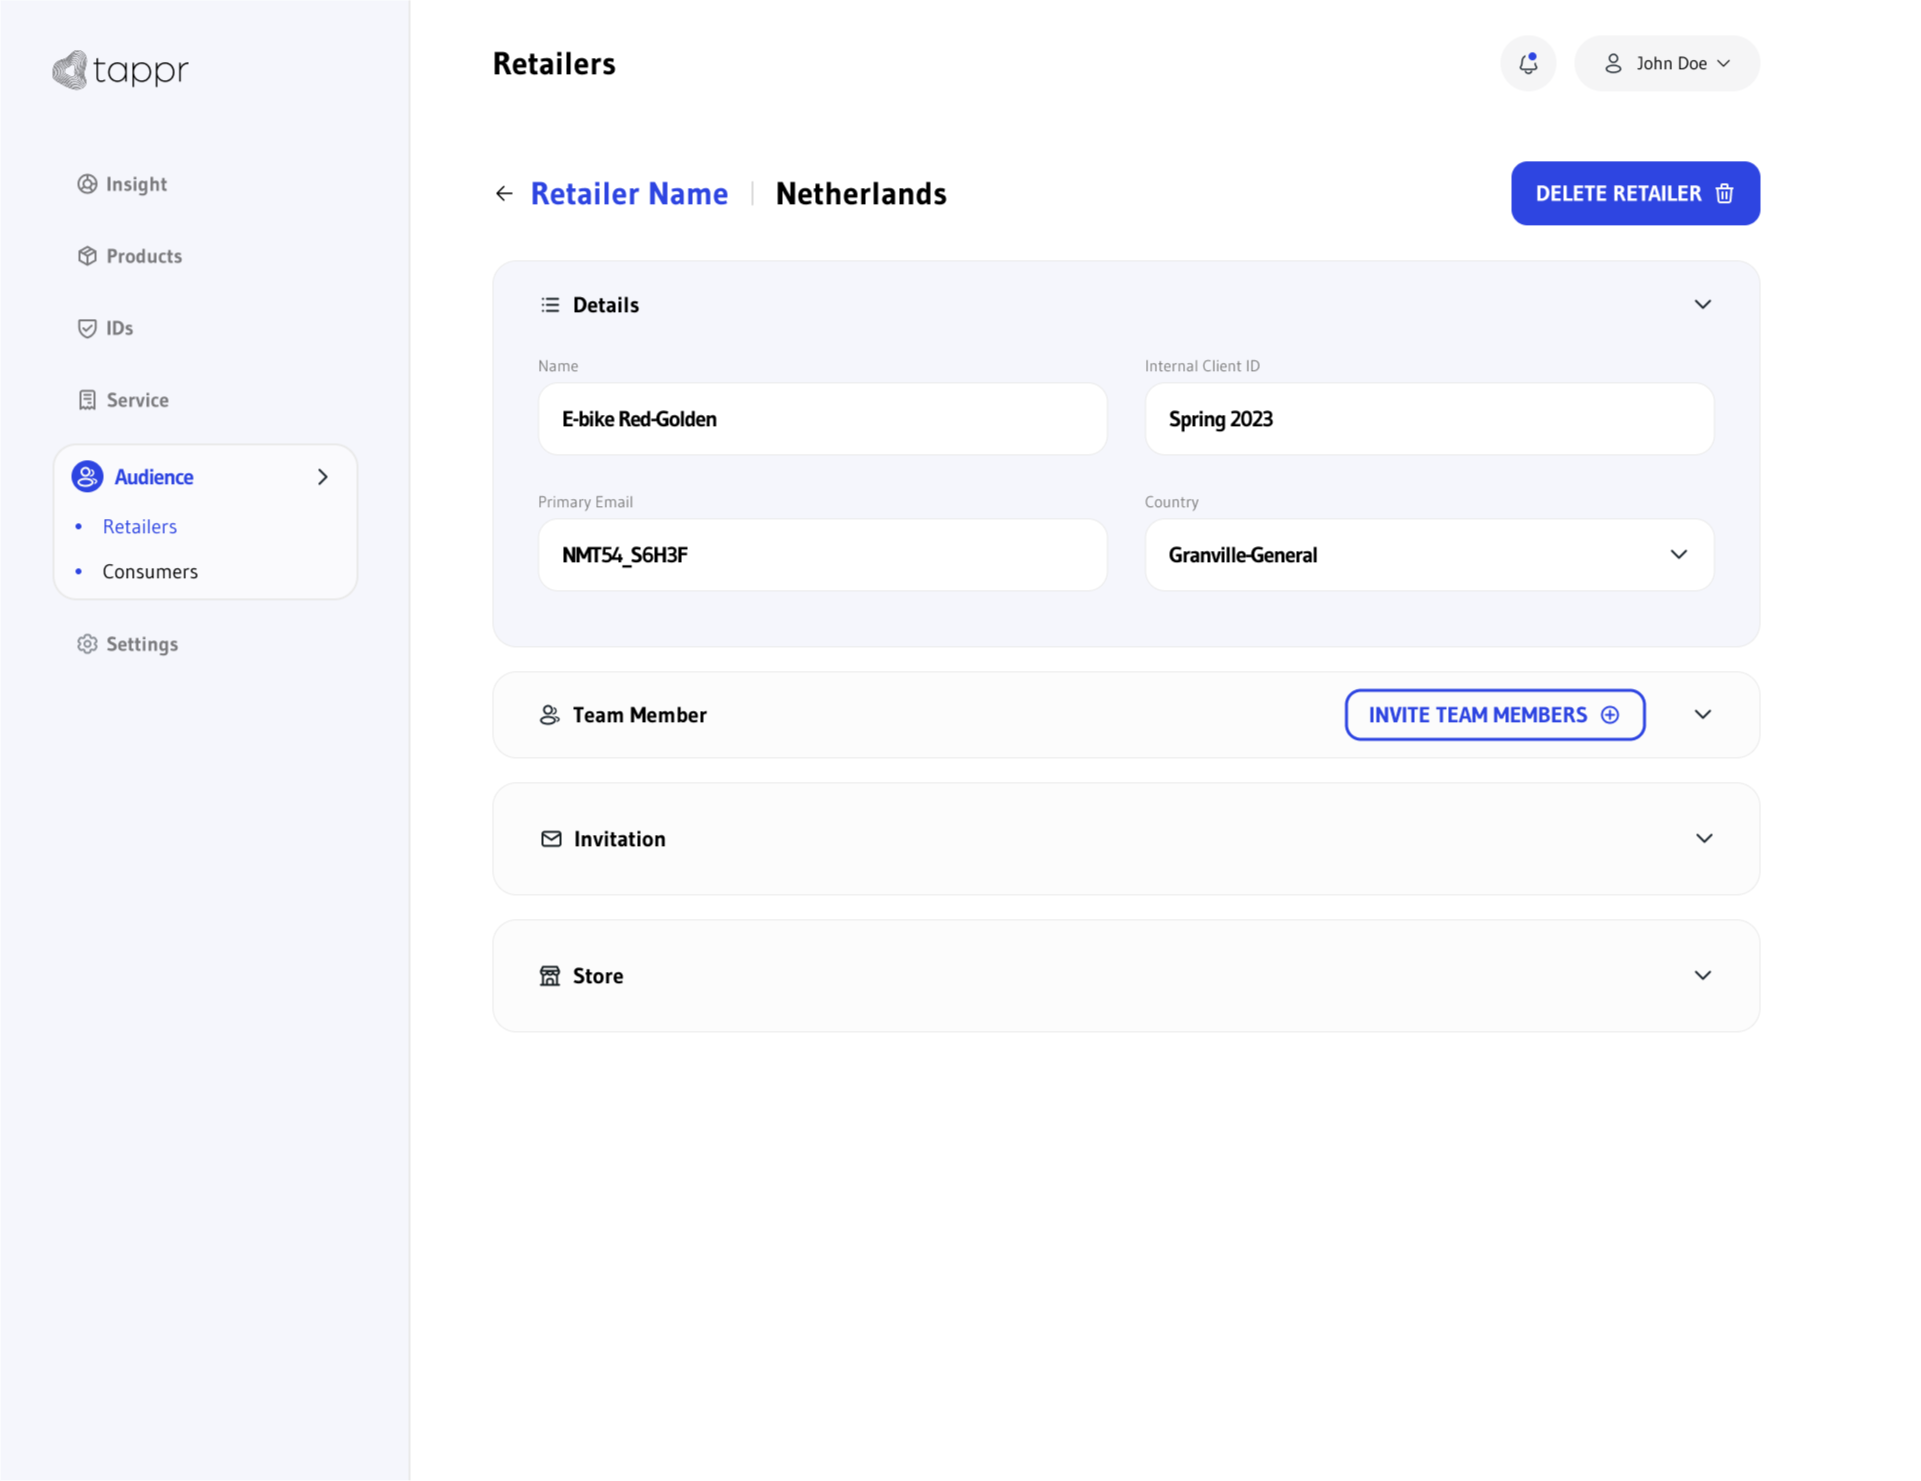 tappr
Insight
Products
IDs
Service
Audience
Retailers
Consumers
Settings
Retailers
John Doe
Retailer Name | Netherlands
DELETE RETAILER
Details
Name
Internal Client ID
E-bike Red-Golden
Spring 2023
Primary Email
Country
NMT54_S6H3F
Granville-General
Team Member
INVITE TEAM MEMBERS
Invitation
Store